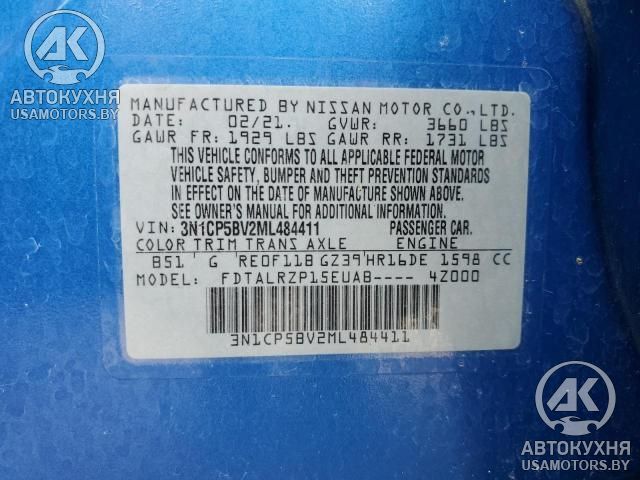 AK
АВТОКУХНЯ
USAMOTORS.BY
MANUFACTURED BY NISSAN MOTOR CO.,LTD.
DATE: 02/21. GVWR: 3660 LBS
GAWR FR: 1929 LBS GAWR RR: 1731 LBS
THIS VEHICLE CONFORMS TO ALL APPLICABLE FEDERAL MOTOR
VEHICLE SAFETY, BUMPER AND THEFT PREVENTION STANDARDS
IN EFFECT ON THE DATE OF MANUFACTURE SHOWN ABOVE.
SEE OWNER'S MANUAL FOR ADDITIONAL INFORMATION.
VIN: 3N1CP5BV2ML484411 PASSENGER CAR.
COLOR TRIM TRANS AXLE ENGINE
B51 G RE0F11B GZ39 HR16DE 1598 CC
MODEL: FDTALRZP15EUAB---- 4Z000
3N1CP5BV2ML484411
AK
АВТОКУХНЯ
USAMOTORS.BY